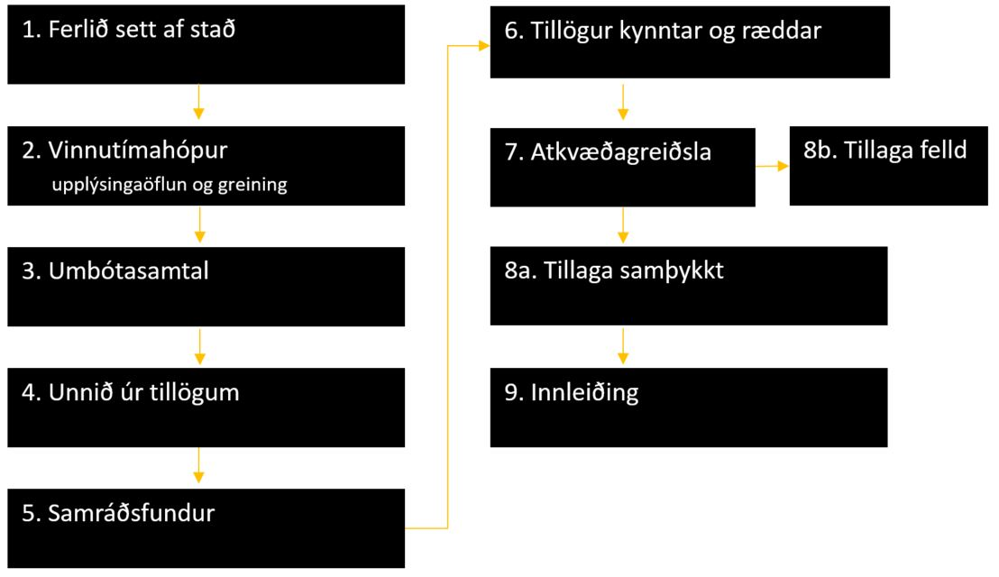 1. Ferlið sett af stað
2. Vinnutímahópur
upplýsingaöflun og greining
3. Umbótasamtal
4. Unnið úr tillögum
5. Samráðsfundur
6. Tillögur kynntar og ræddar
7. Atkvæðagreiðsla
8b. Tillaga felld
8a. Tillaga samþykkt
9. Innleiðing